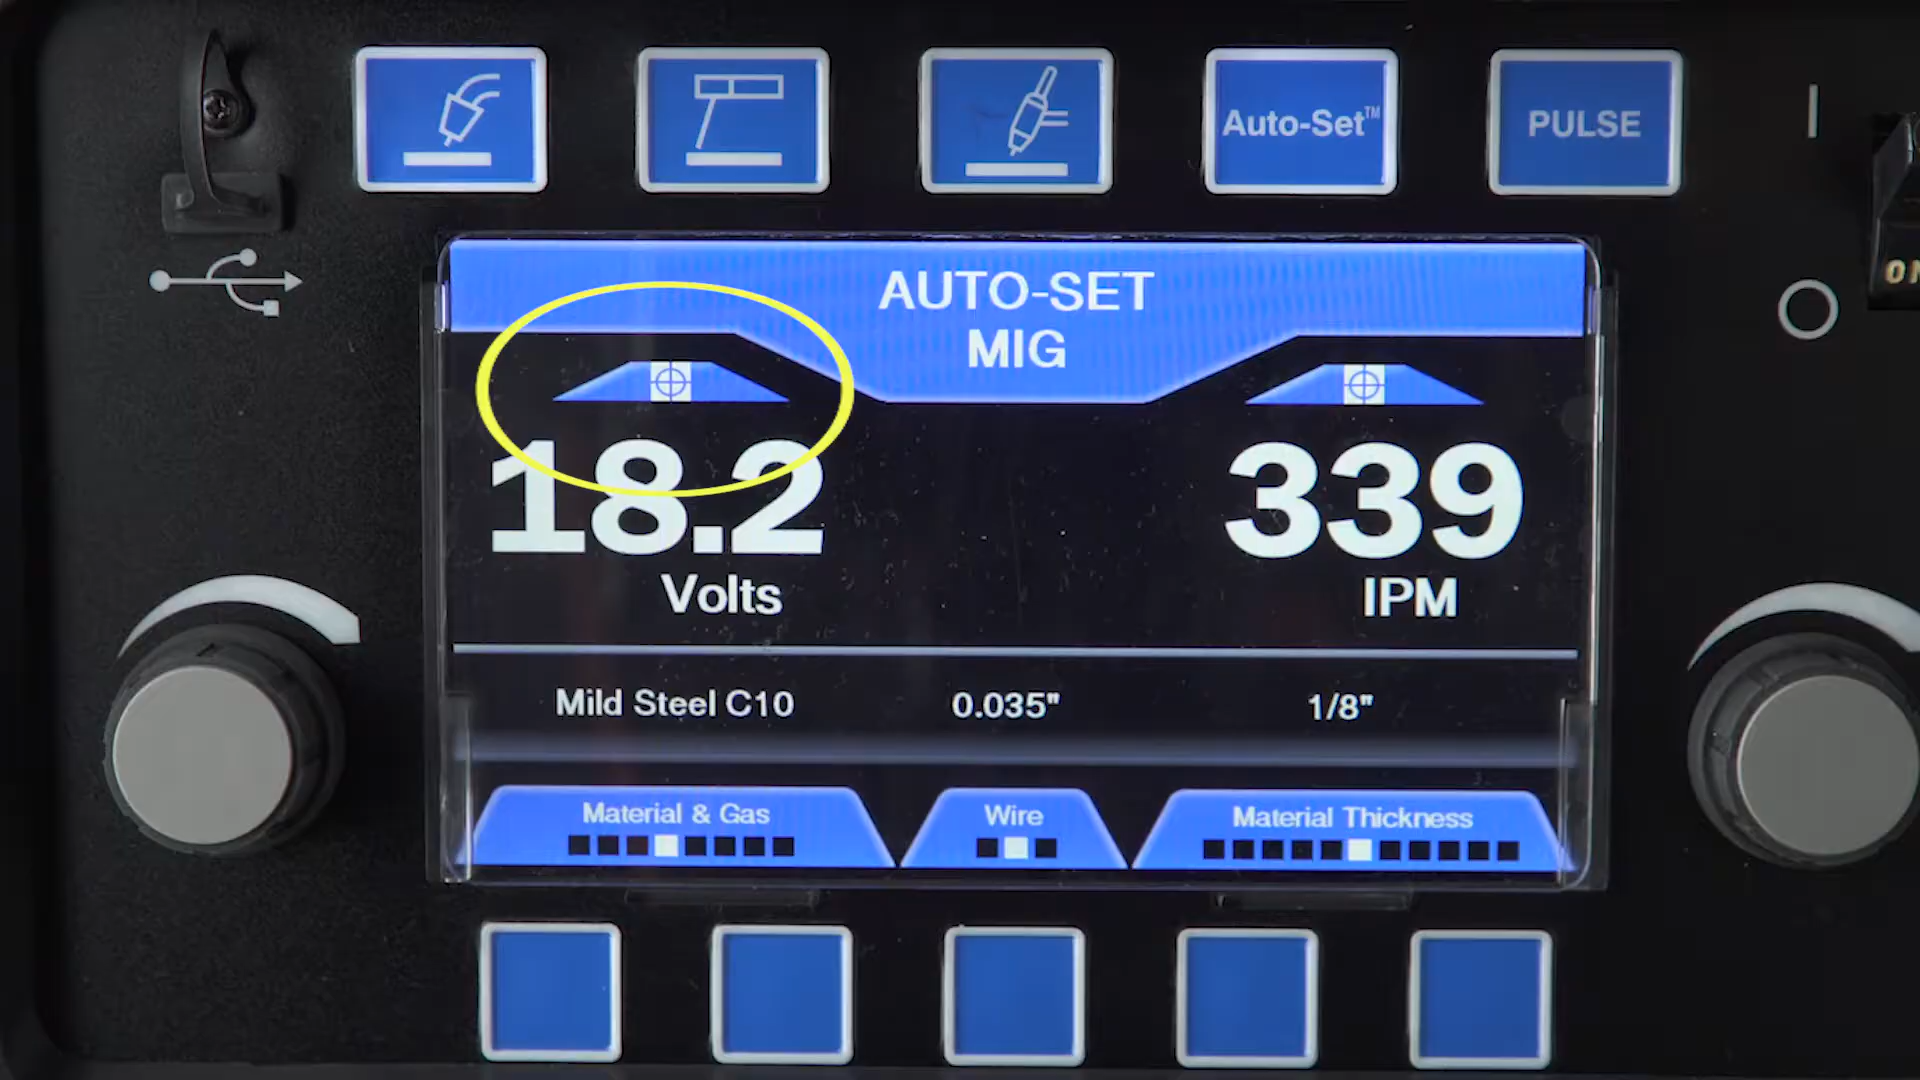 Auto-Set™
PULSE
AUTO-SET
MIG
18.2
339
Volts
IPM
Mild Steel C10
0.035"
1/8"
Material & Gas
Wire
Material Thickness